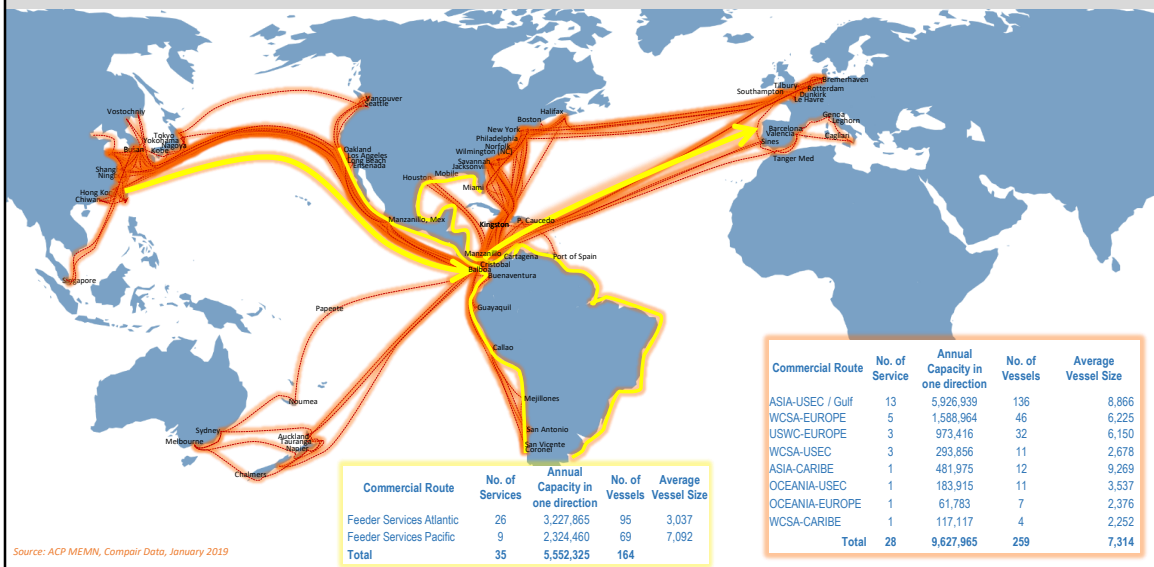 Vancouver
Seattle
Oakland
Los Angeles
Long Beach
Ensenada
Vostochniy
Tokyo
Yokohama
Nagoya
Kobe
Busan
Shang
Ning
Hong Ko
Chiwan
Singapore
Halifax
Boston
New York
Philadelphia
Norfolk
Wilmington (NC)
Savannah
Jacksonvi
Mobile
Houston
Miami
Manzanillo, Mex
Kingston
P. Caucedo
Manzanillo
Cristobal
Cartagena
Port of Spain
Balboa
Buenaventura
Guayaquil
Callao
Mejillones
San Antonio
San Vicente
Coronel
Papeete
Noumea
Sydney
Melbourne
Auckland
Tauranga
Napier
Chalmers
Tilbury
Bremerhaven
Southampton
Rotterdam
Dunkirk
Le Havre
Genoa
Leghorn
Barcelona
Valencia
Sines
Cagliari
Tanger Med
Commercial Route No. of Services Annual Capacity in one direction No. of Vessels Average Vessel Size
Feeder Services Atlantic 26 3,227,865 95 3,037
Feeder Services Pacific 9 2,324,460 69 7,092
Total 35 5,552,325 164
Commercial Route No. of Service Annual Capacity in one direction No. of Vessels Average Vessel Size
ASIA-USEC / Gulf 13 5,926,939 136 8,866
WCSA-EUROPE 5 1,588,964 46 6,225
USWC-EUROPE 3 973,416 32 6,150
WCSA-USEC 3 293,856 11 2,678
ASIA-CARIBE 1 481,975 12 9,269
OCEANIA-USEC 1 183,915 11 3,537
OCEANIA-EUROPE 1 61,783 7 2,376
WCSA-CARIBE 1 117,117 4 2,252
Total 28 9,627,965 259 7,314
Source: ACP MEMN, Compair Data, January 2019